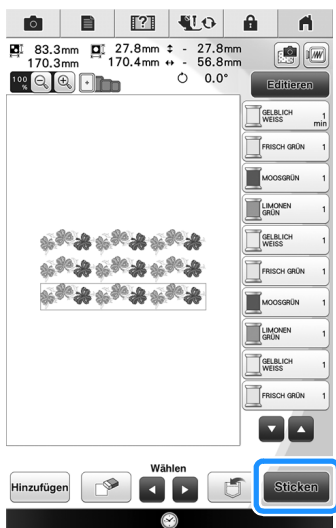 83.3mm 27.8mm ↕ - 27.8mm
170.3mm 170.4mm ↔ - 56.8mm
100 % 0.0°
Editieren
GELBLICH WEISS 1 min
FRISCH GRÜN 1
MOOSGRÜN 1
LIMONEN GRÜN 1
GELBLICH WEISS 1
FRISCH GRÜN 1
MOOSGRÜN 1
LIMONEN GRÜN 1
GELBLICH WEISS 1
FRISCH GRÜN 1
Wählen
Hinzufügen
Sticken